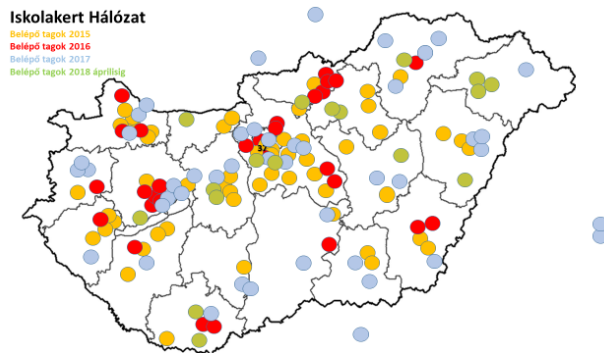 Iskolakert Hálózat
Belépő tagok 2015
Belépő tagok 2016
Belépő tagok 2017
Belépő tagok 2018 áprilisig
32